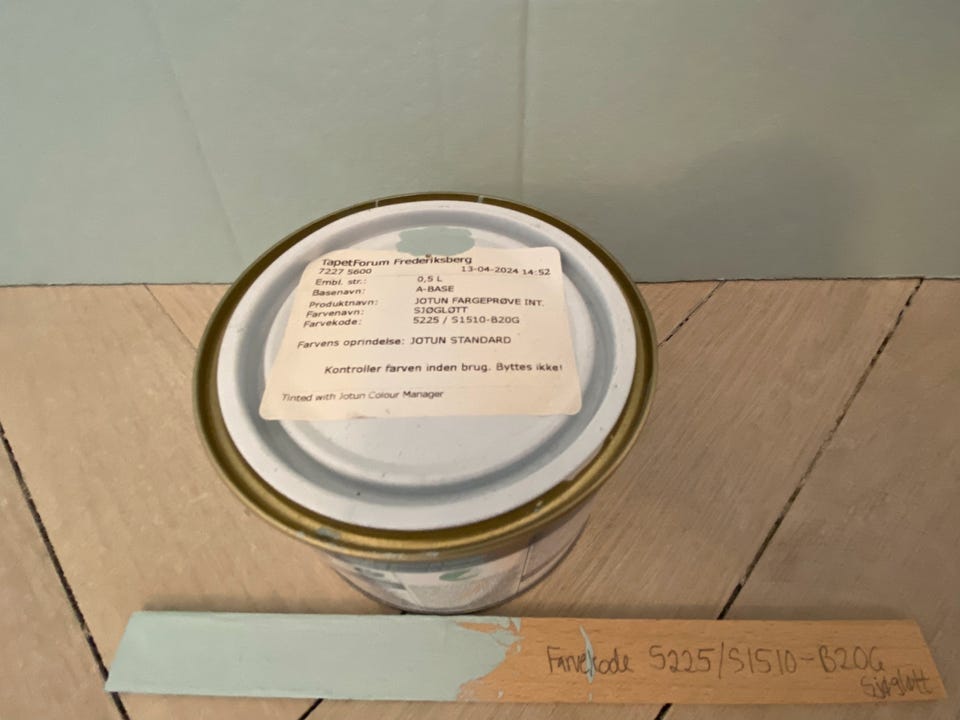 TapetForum Frederiksberg
7227 5600 13-04-2024 14:52
Embl. str.: 0,5 L
Basenavn: A-BASE
Produktnavn: JOTUN FARGEPRØVE INT.
Farvenavn: SJØGLØTT
Farvekode: 5225 / S1510-B20G
Farvens oprindelse: JOTUN STANDARD
Kontroller farven inden brug. Byttes ikke!
Tinted with Jotun Colour Manager
Farvekode 5225/S1510-B20G
Sjøgløtt